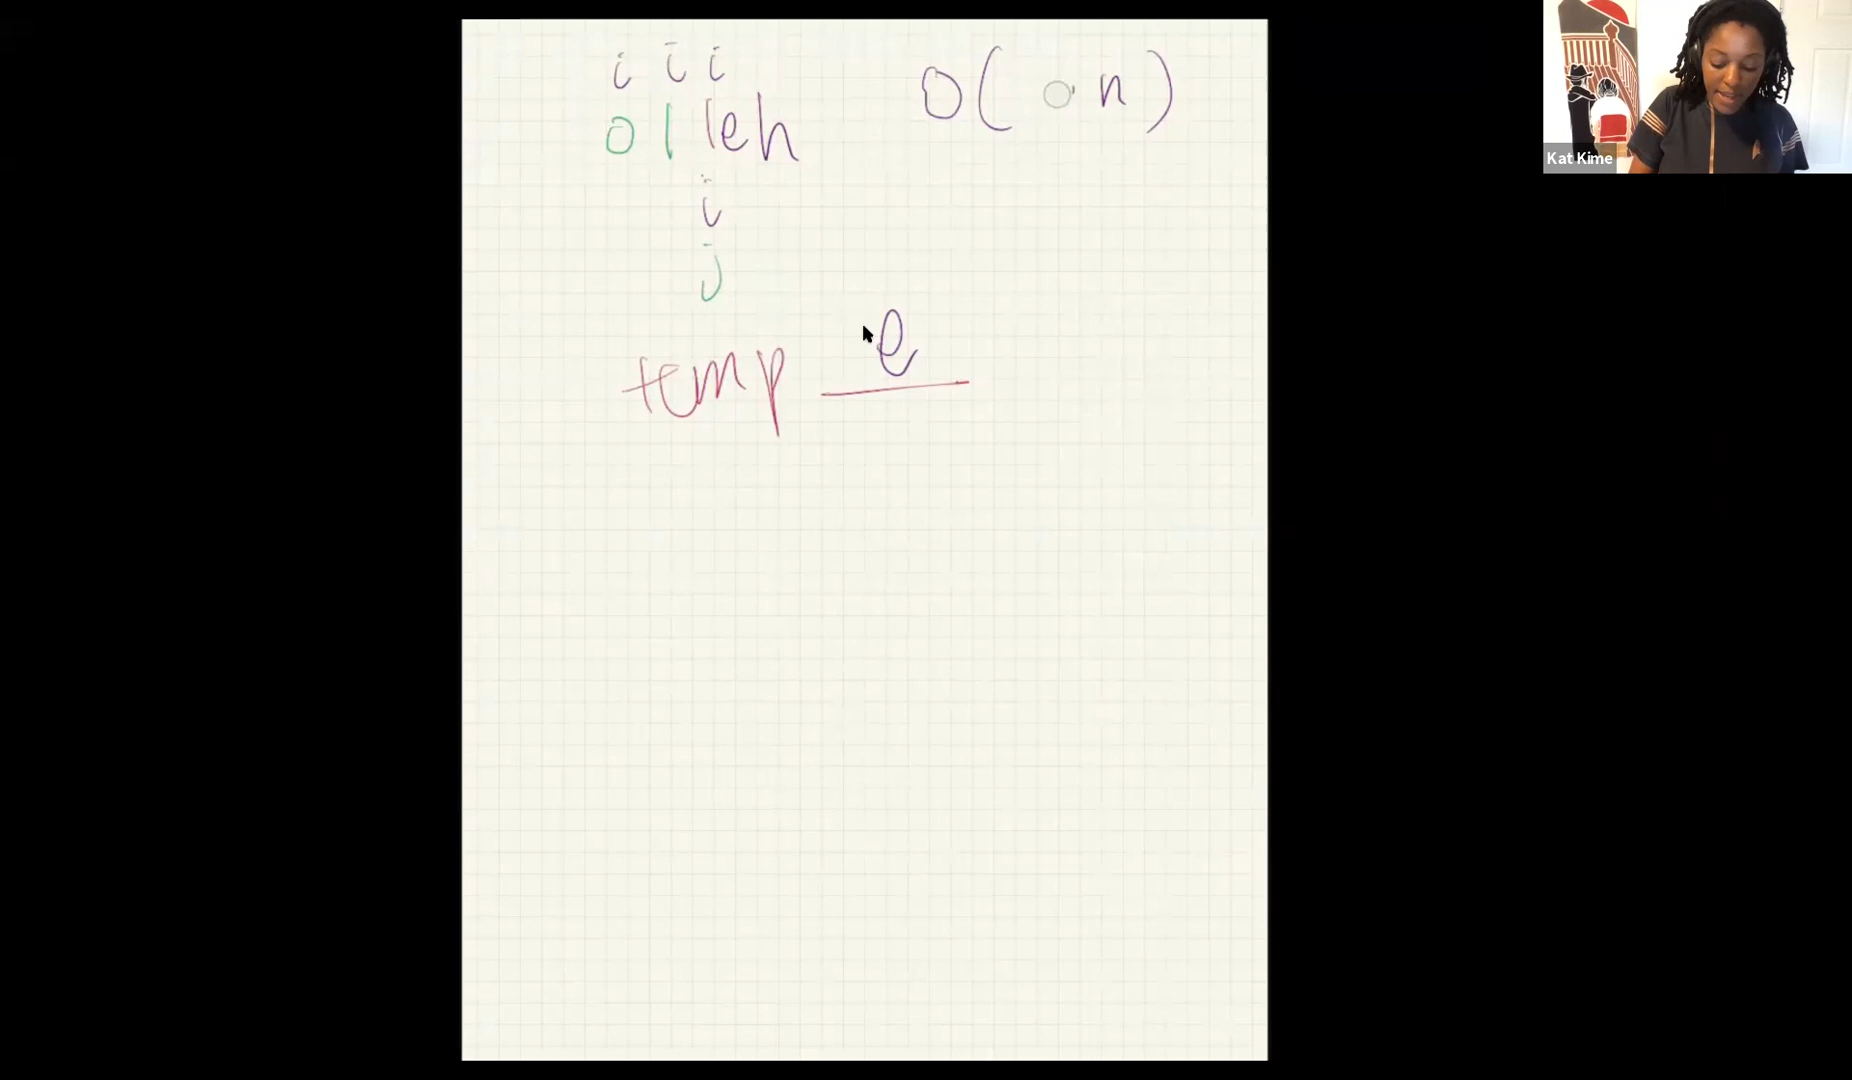 i i i
olleh
O( n )
i
j
temp e
Kat Kime